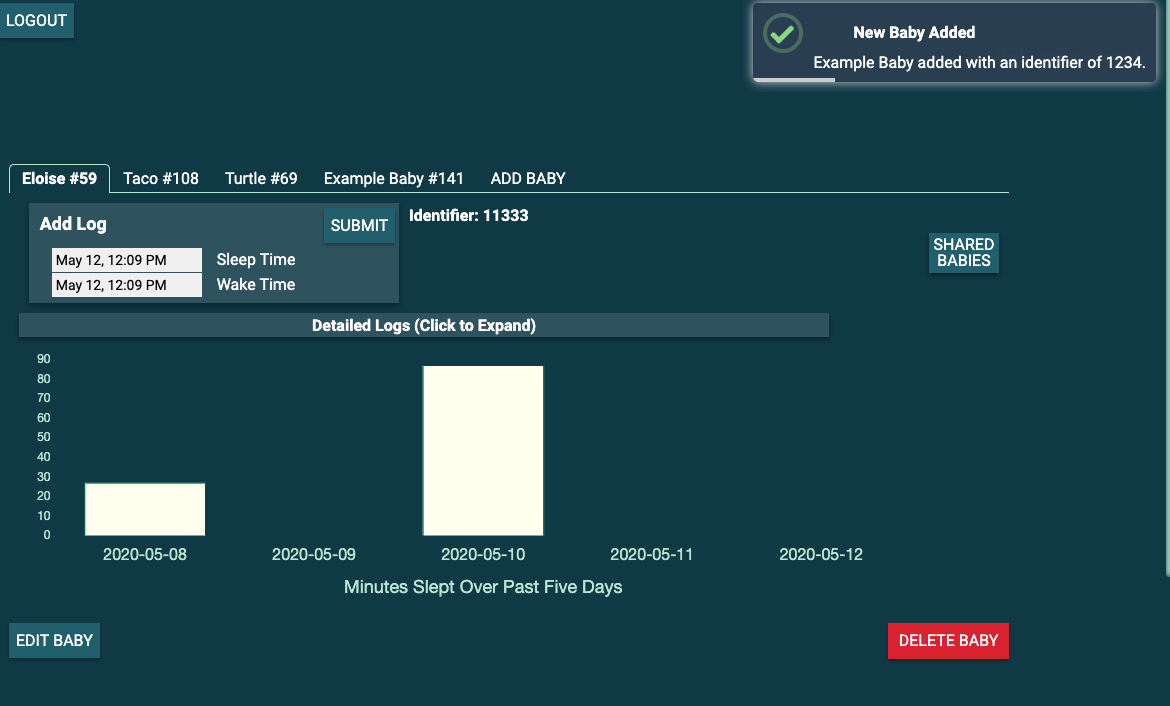 LOGOUT
New Baby Added
Example Baby added with an identifier of 1234.
Eloise #59 Taco #108 Turtle #69 Example Baby #141 ADD BABY
Add Log
SUBMIT
Identifier: 11333
May 12, 12:09 PM Sleep Time
May 12, 12:09 PM Wake Time
SHARED
BABIES
Detailed Logs (Click to Expand)
90
80
70
60
50
40
30
20
10
0
2020-05-08 2020-05-09 2020-05-10 2020-05-11 2020-05-12
Minutes Slept Over Past Five Days
EDIT BABY
DELETE BABY